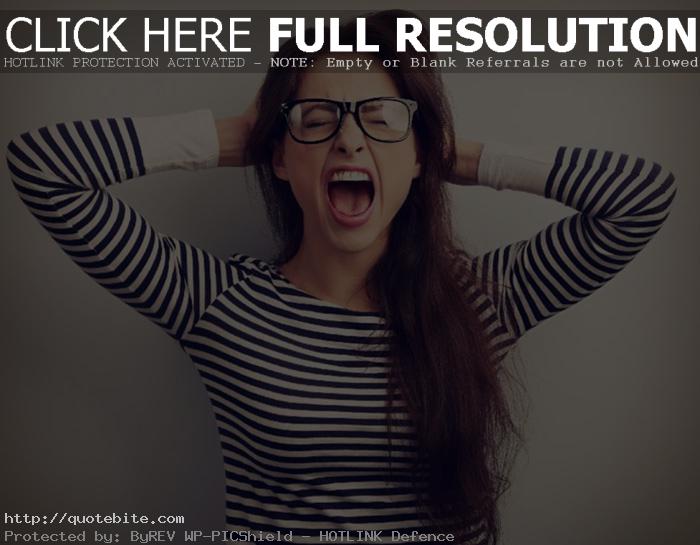 CLICK HERE FULL RESOLUTION
HOTLINK PROTECTION ACTIVATED - NOTE: Empty or Blank Referrals are not Allowed
http://quotebite.com
Protected by: ByREV WP-PICShield - HOTLINK Defence